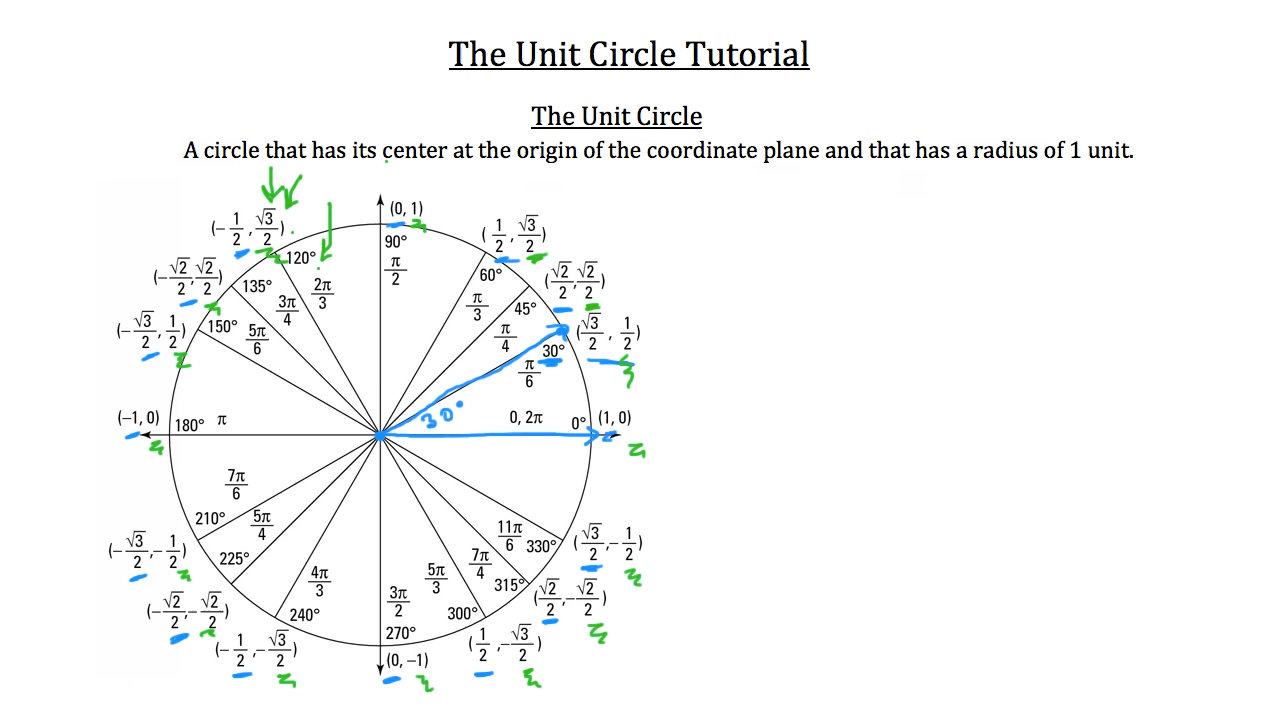 The Unit Circle Tutorial
The Unit Circle
A circle that has its center at the origin of the coordinate plane and that has a radius of 1 unit.
(0, 1)
90°
π/2
(1/2, √3/2)
60°
π/3
(√2/2, √2/2)
45°
π/4
(√3/2, 1/2)
30°
π/6
30°
0, 2π
0°
(1, 0)
(-1/2, √3/2)
120°
2π/3
(-√2/2, √2/2)
135°
3π/4
(-√3/2, 1/2)
150°
5π/6
(−1, 0)
180°
π
7π/6
210°
(-√3/2, -1/2)
5π/4
225°
(-√2/2, -√2/2)
4π/3
240°
(-1/2, -√3/2)
3π/2
270°
(0, −1)
5π/3
300°
(1/2, -√3/2)
7π/4
315°
(√2/2, -√2/2)
11π/6
330°
(√3/2, -1/2)